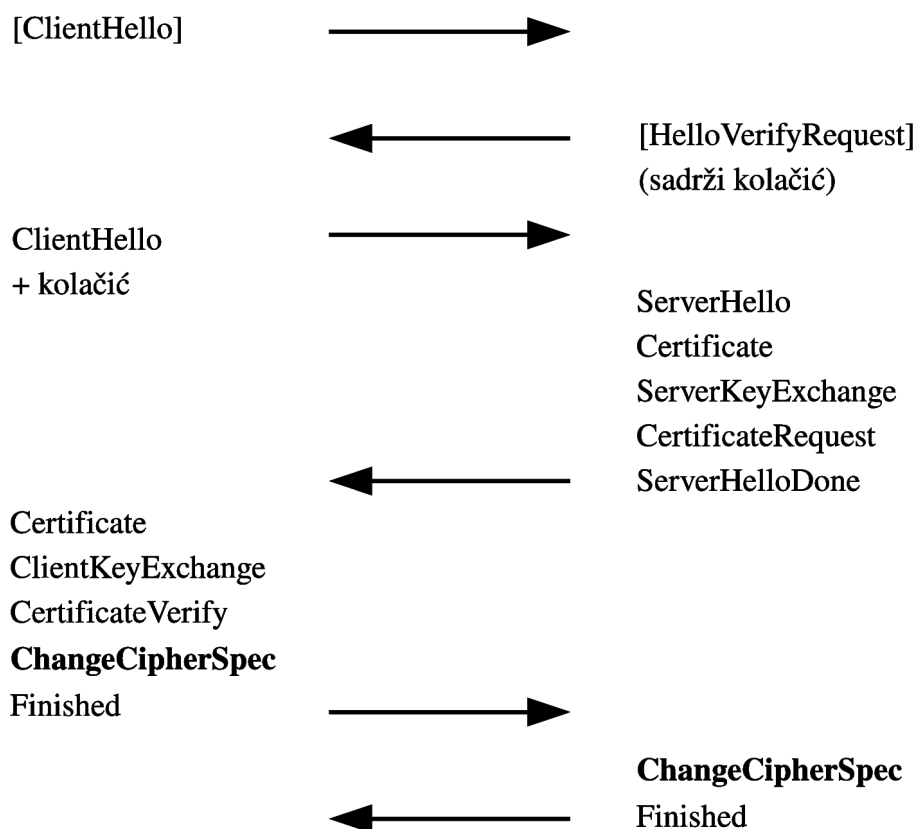 [ClientHello]
[HelloVerifyRequest]
(sadrži kolačić)
ClientHello
+ kolačić
ServerHello
Certificate
ServerKeyExchange
CertificateRequest
ServerHelloDone
Certificate
ClientKeyExchange
CertificateVerify
ChangeCipherSpec
Finished
ChangeCipherSpec
Finished